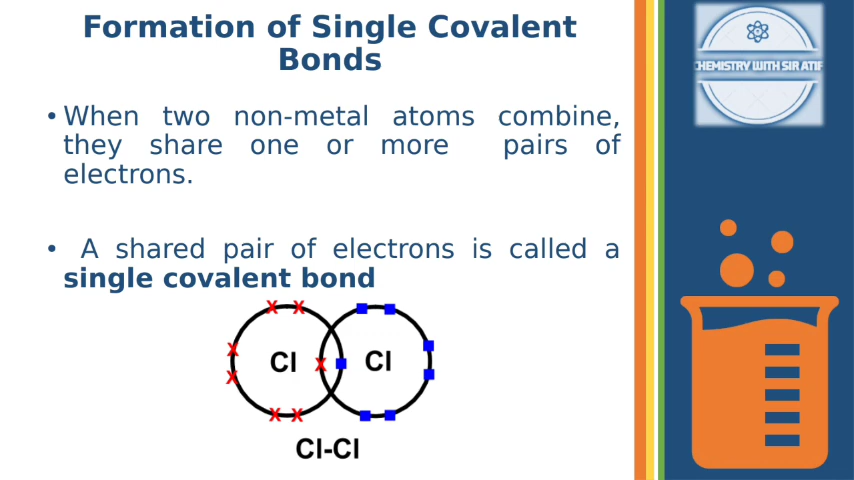 Formation of Single Covalent
Bonds
• When two non-metal atoms combine,
they share one or more pairs of
electrons.
• A shared pair of electrons is called a
single covalent bond
Cl Cl
Cl-Cl
CHEMISTRY WITH SIR ATIF